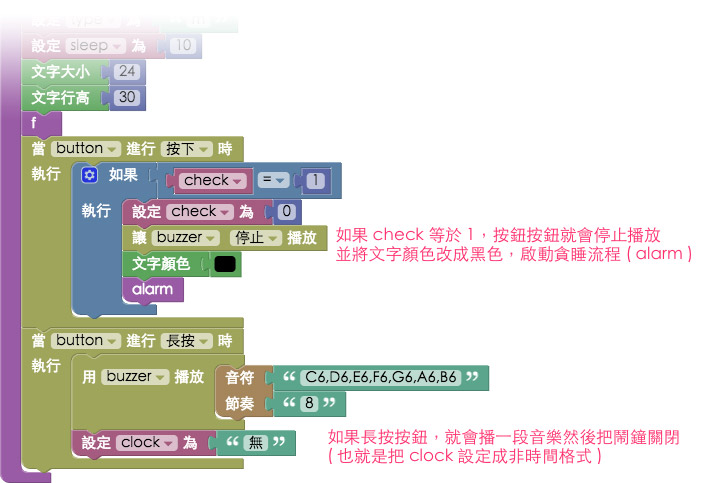 設定 type 為 “ m ”
設定 sleep 為 10
文字大小 24
文字行高 30
f
當 button 進行 按下 時
執行 如果 check = 1
執行 設定 check 為 0
讓 buzzer 停止 播放
文字顏色
alarm
如果 check 等於 1，按鈕按鈕就會停止播放
並將文字顏色改成黑色，啟動貪睡流程 ( alarm )
當 button 進行 長按 時
執行 用 buzzer 播放 音符 “ C6,D6,E6,F6,G6,A6,B6 ”
節奏 “ 8 ”
設定 clock 為 “ 無 ”
如果長按按鈕，就會播一段音樂然後把鬧鐘關閉
( 也就是把 clock 設定成非時間格式 )